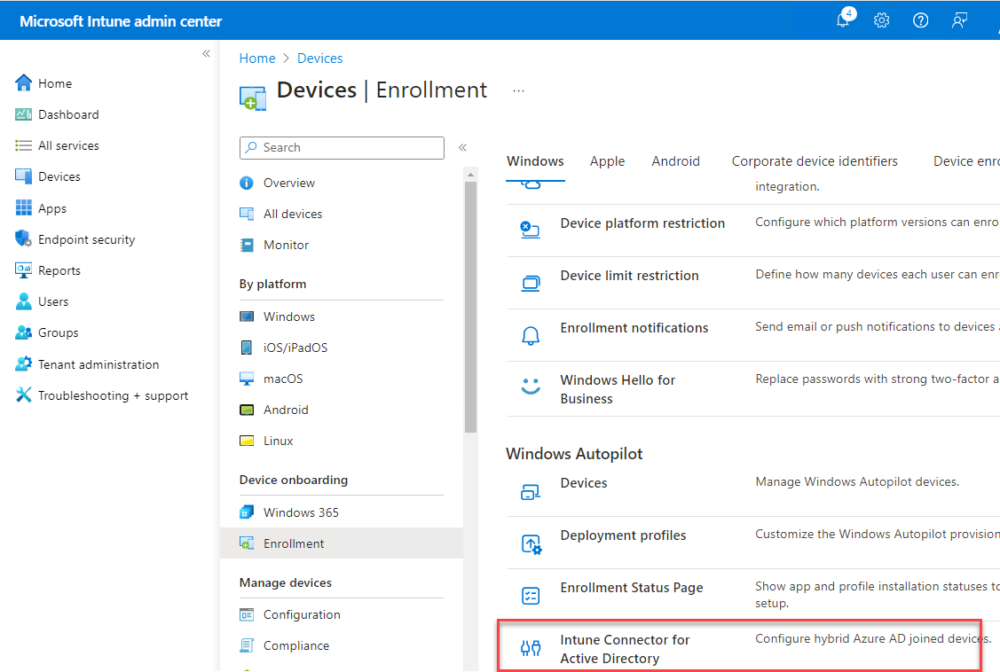 Microsoft Intune admin center
4
Home
Dashboard
All services
Devices
Apps
Endpoint security
Reports
Users
Groups
Tenant administration
Troubleshooting + support
Home > Devices
Devices | Enrollment
Search
Overview
All devices
Monitor
By platform
Windows
iOS/iPadOS
macOS
Android
Linux
Device onboarding
Windows 365
Enrollment
Manage devices
Configuration
Compliance
Windows Apple Android Corporate device identifiers Device enro
integration.
Device platform restriction Configure which platform versions can enro
Device limit restriction Define how many devices each user can enr
Enrollment notifications Send email or push notifications to devices
Windows Hello for Replace passwords with strong two-factor a
Business
Windows Autopilot
Devices Manage Windows Autopilot devices.
Deployment profiles Customize the Windows Autopilot provision
Enrollment Status Page Show app and profile installation statuses to
setup.
Intune Connector for Configure hybrid Azure AD joined devices.
Active Directory